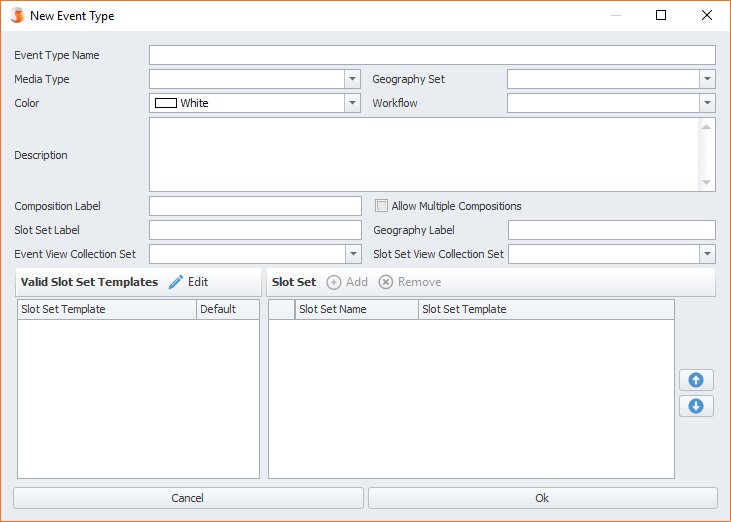 New Event Type
Event Type Name
Media Type Geography Set
Color White Workflow
Description
Composition Label Allow Multiple Compositions
Slot Set Label Geography Label
Event View Collection Set Slot Set View Collection Set
Valid Slot Set Templates Edit Slot Set Add Remove
Slot Set Template Default Slot Set Name Slot Set Template
Cancel Ok